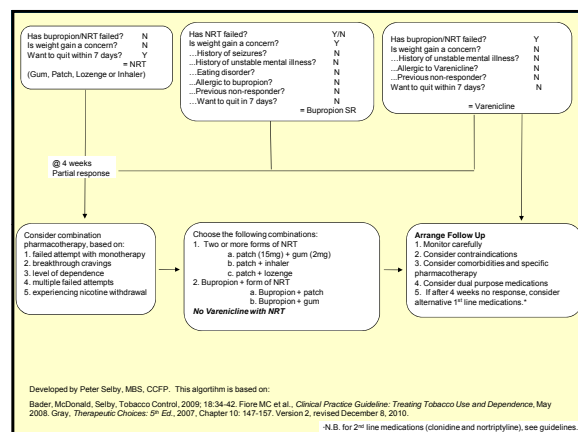 Has bupropion/NRT failed? N
Is weight gain a concern? N
Want to quit within 7 days? Y
= NRT
(Gum, Patch, Lozenge or Inhaler)
Has NRT failed? Y/N
Is weight gain a concern? Y
…History of seizures? N
...History of unstable mental illness? N
…Eating disorder? N
...Allergic to bupropion? N
...Previous non-responder? N
…Want to quit in 7 days? N
= Bupropion SR
Has bupropion/NRT failed? Y
Is weight gain a concern? N
…History of unstable mental illness? N
...Allergic to Varenicline? N
...Previous non-responder? N
Want to quit within 7 days? N
= Varenicline
@ 4 weeks
Partial response
Consider combination
pharmacotherapy, based on:
1. failed attempt with monotherapy
2. breakthrough cravings
3. level of dependence
4. multiple failed attempts
5. experiencing nicotine withdrawal
Choose the following combinations:
1. Two or more forms of NRT
a. patch (15mg) + gum (2mg)
b. patch + inhaler
c. patch + lozenge
2. Bupropion + form of NRT
a. Bupropion + patch
b. Bupropion + gum
No Varenicline with NRT
Arrange Follow Up
1. Monitor carefully
2. Consider contraindications
3. Consider comorbidities and specific
pharmacotherapy
4. Consider dual purpose medications
5. If after 4 weeks no response, consider
alternative 1st line medications.*
Developed by Peter Selby, MBS, CCFP. This algortihm is based on:
Bader, McDonald, Selby, Tobacco Control, 2009; 18:34-42. Fiore MC et al., Clinical Practice Guideline: Treating Tobacco Use and Dependence, May
2008. Gray, Therapeutic Choices: 5th Ed., 2007, Chapter 10: 147-157. Version 2, revised December 8, 2010.
*N.B. for 2nd line medications (clonidine and nortriptyline), see guidelines.